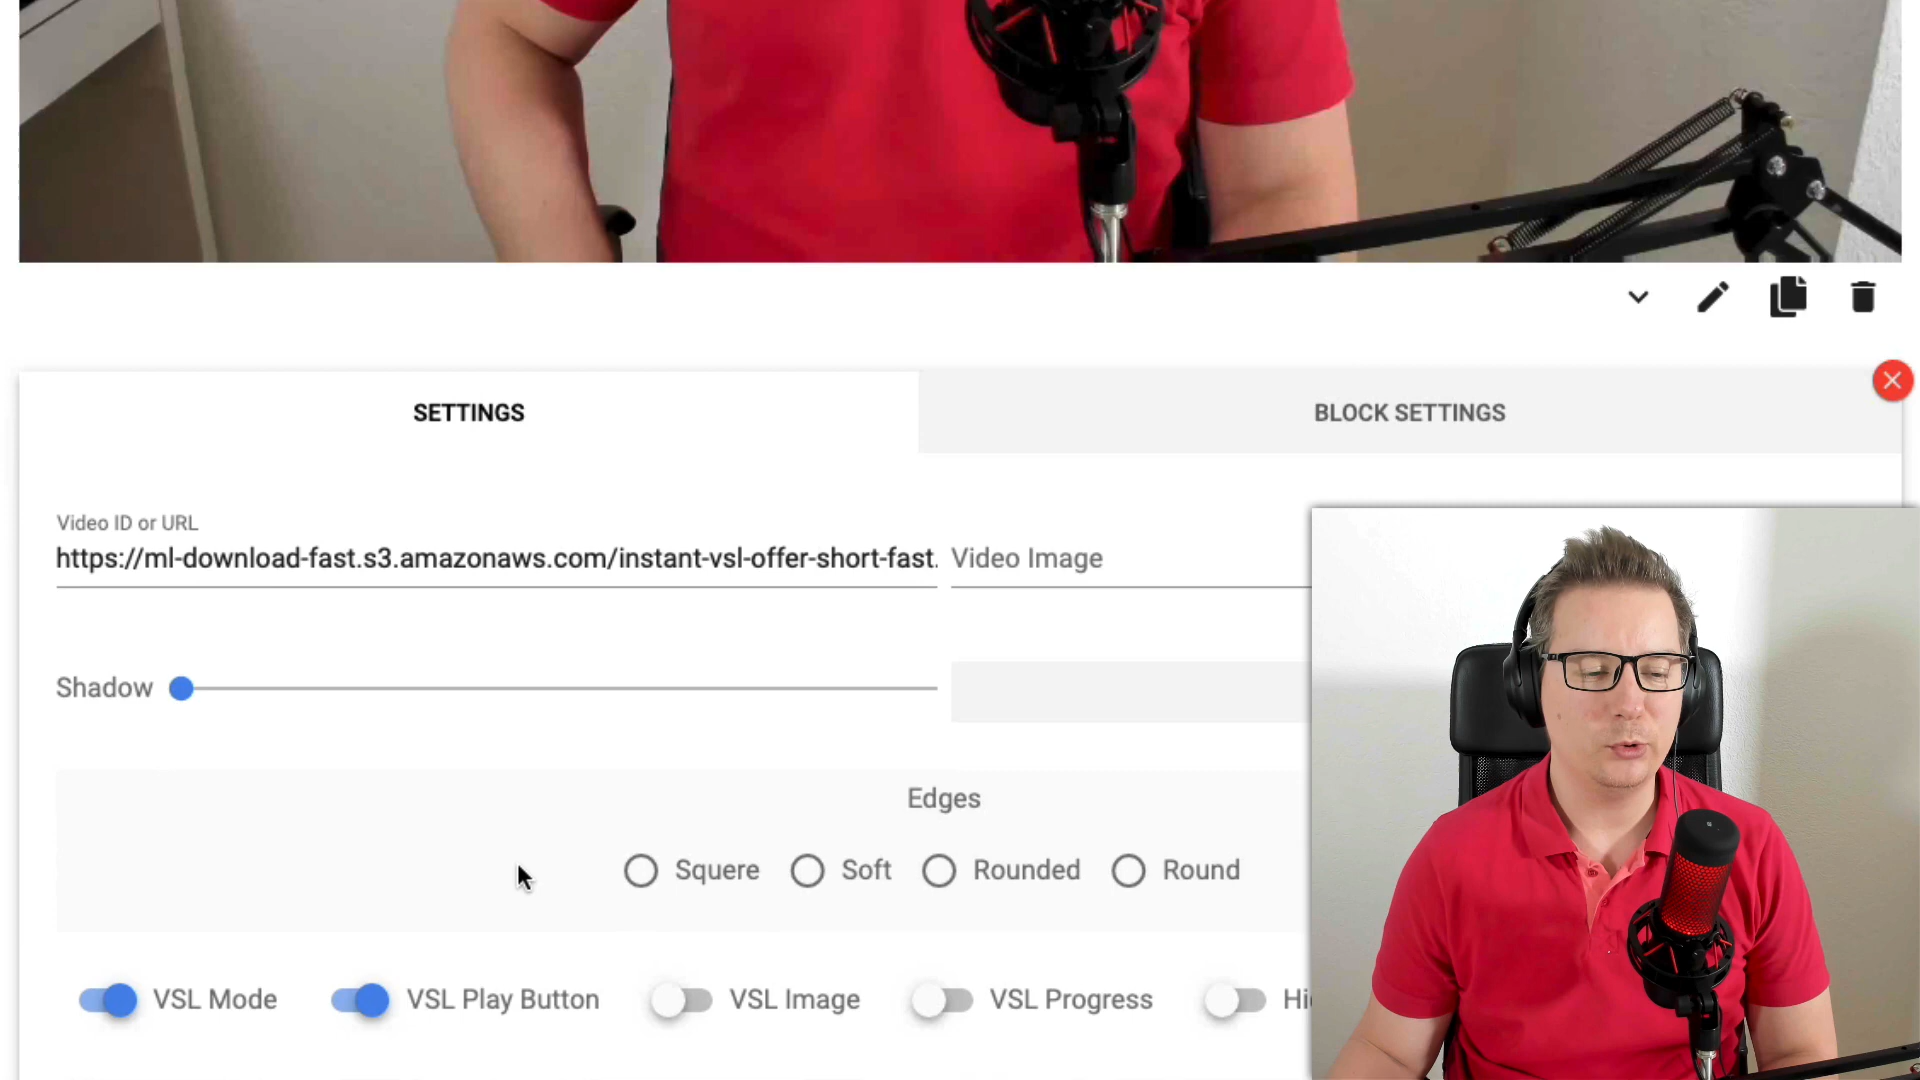 SETTINGS
BLOCK SETTINGS
Video ID or URL
https://ml-download-fast.s3.amazonaws.com/instant-vsl-offer-short-fast.
Video Image
Shadow
Edges
Squere
Soft
Rounded
Round
VSL Mode
VSL Play Button
VSL Image
VSL Progress